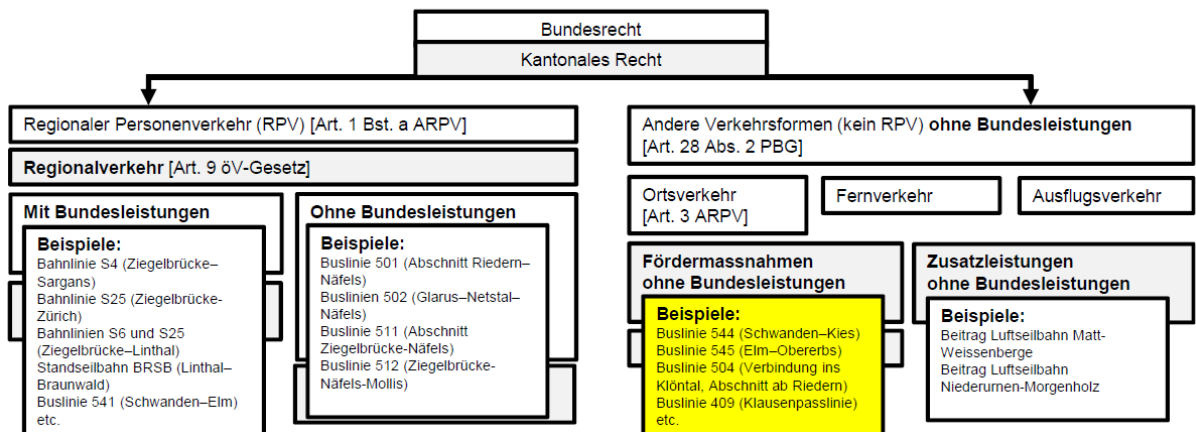 Bundesrecht
Kantonales Recht
Regionaler Personenverkehr (RPV) [Art. 1 Bst. a ARPV]
Regionalverkehr [Art. 9 öV-Gesetz]
Mit Bundesleistungen
Beispiele:
Bahnlinie S4 (Ziegelbrücke–
Sargans)
Bahnlinie S25 (Ziegelbrücke-
Zürich)
Bahnlinien S6 und S25
(Ziegelbrücke–Linthal)
Standseilbahn BRSB (Linthal–
Braunwald)
Buslinie 541 (Schwanden–Elm)
etc.
Ohne Bundesleistungen
Beispiele:
Buslinie 501 (Abschnitt Riedern–
Näfels)
Buslinien 502 (Glarus–Netstal–
Näfels)
Buslinie 511 (Abschnitt
Ziegelbrücke-Näfels)
Buslinie 512 (Ziegelbrücke-
Näfels-Mollis)
Andere Verkehrsformen (kein RPV) ohne Bundesleistungen
[Art. 28 Abs. 2 PBG]
Ortsverkehr
[Art. 3 ARPV]
Fernverkehr
Ausflugsverkehr
Fördermassnahmen
ohne Bundesleistungen
Beispiele:
Buslinie 544 (Schwanden–Kies)
Buslinie 545 (Elm–Obererbs)
Buslinie 504 (Verbindung ins
Klöntal, Abschnitt ab Riedern)
Buslinie 409 (Klausenpasslinie)
etc.
Zusatzleistungen
ohne Bundesleistungen
Beispiele:
Beitrag Luftseilbahn Matt-
Weissenberge
Beitrag Luftseilbahn
Niederurnen-Morgenholz